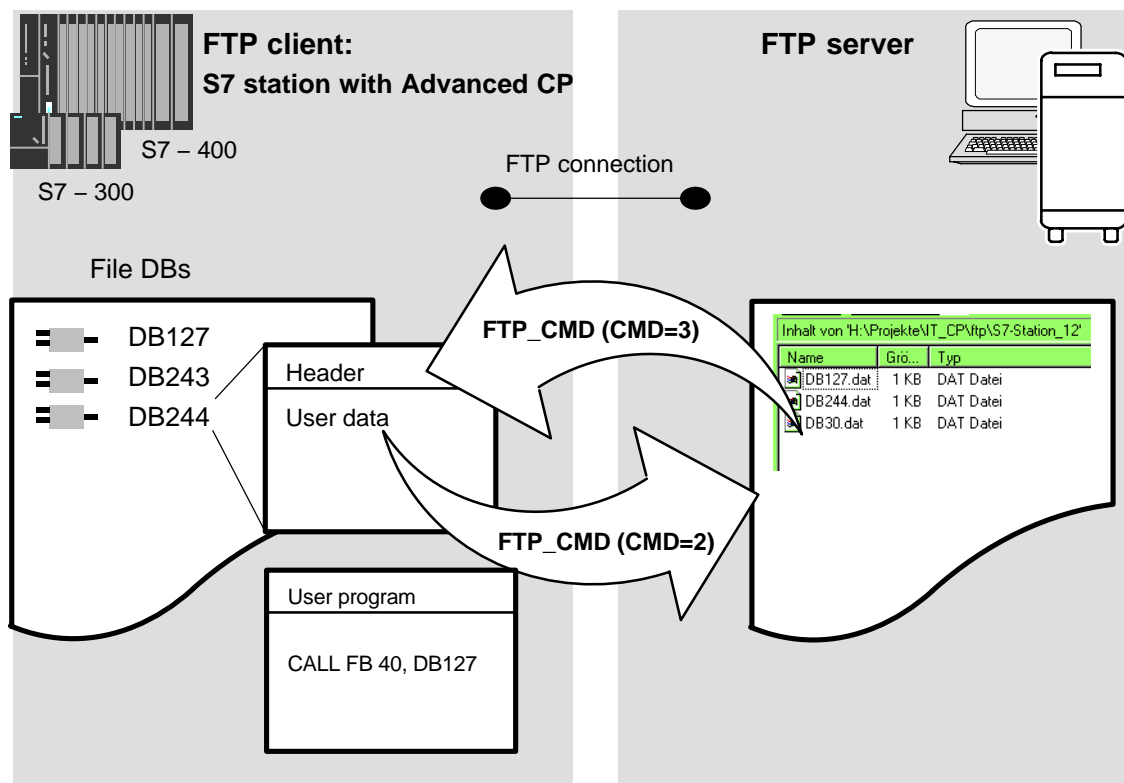 FTP client:
S7 station with Advanced CP
S7 – 400
S7 – 300
FTP server
FTP connection
File DBs
DB127
DB243
DB244
Header
User data
FTP_CMD (CMD=3)
FTP_CMD (CMD=2)
User program
CALL FB 40, DB127
Inhalt von 'H:\Projekte\IT_CP\ftp\S7-Station_12'
Name Grö... Typ
DB127.dat 1 KB DAT Datei
DB244.dat 1 KB DAT Datei
DB30.dat 1 KB DAT Datei